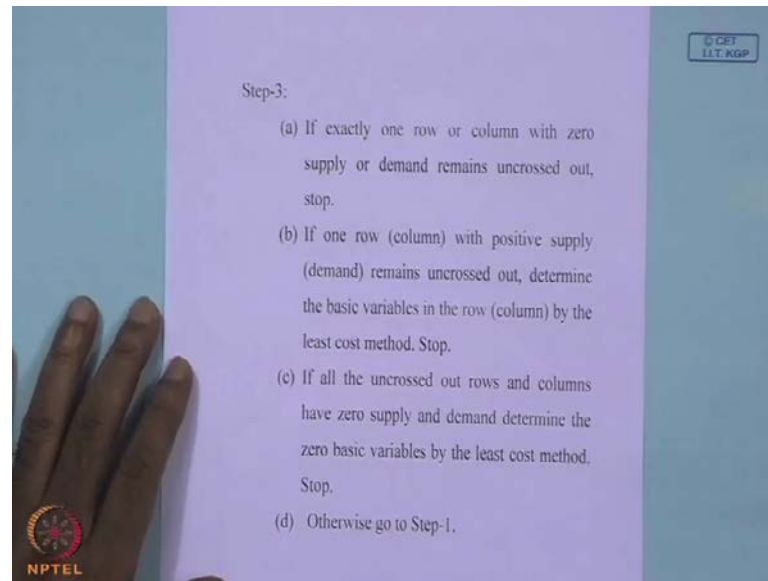 © CET
I.I.T. KGP
Step-3:
(a) If exactly one row or column with zero
supply or demand remains uncrossed out,
stop.
(b) If one row (column) with positive supply
(demand) remains uncrossed out, determine
the basic variables in the row (column) by the
least cost method. Stop.
(c) If all the uncrossed out rows and columns
have zero supply and demand determine the
zero basic variables by the least cost method.
Stop.
(d) Otherwise go to Step-1.
NPTEL